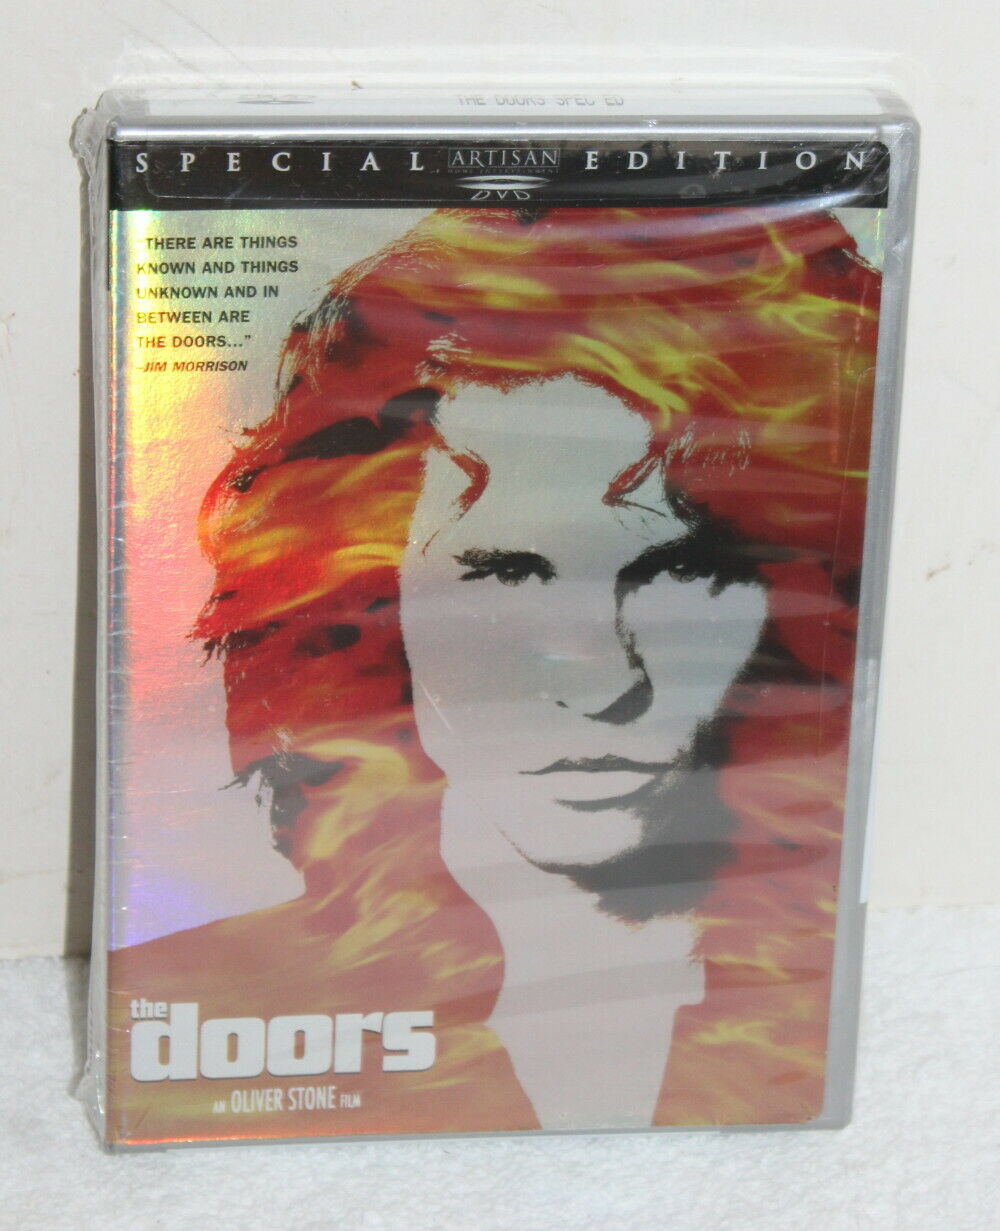 THE DOORS SPEC ED
SPECIAL ARTISAN EDITION
HOME ENTERTAINMENT
DVD
"THERE ARE THINGS
KNOWN AND THINGS
UNKNOWN AND IN
BETWEEN ARE
THE DOORS..."
-JIM MORRISON
the
doors
AN OLIVER STONE FILM